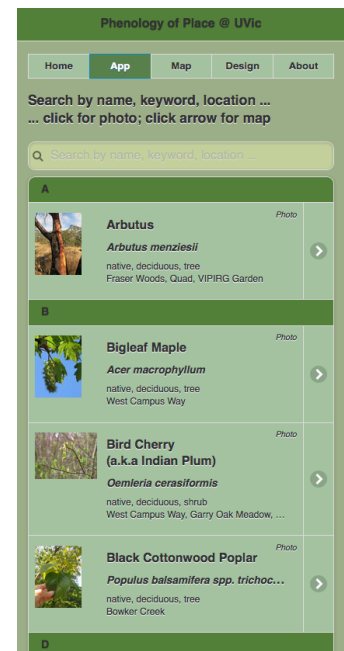 Phenology of Place @ UVic
Home App Map Design About
Search by name, keyword, location ...
... click for photo; click arrow for map
Search by name, keyword, location ...
A
Photo
Arbutus
Arbutus menziesii
native, deciduous, tree
Fraser Woods, Quad, VIPIRG Garden
B
Photo
Bigleaf Maple
Acer macrophyllum
native, deciduous, tree
West Campus Way
Photo
Bird Cherry
(a.k.a Indian Plum)
Oemleria cerasiformis
native, deciduous, shrub
West Campus Way, Garry Oak Meadow, ...
Photo
Black Cottonwood Poplar
Populus balsamifera spp. trichoc...
native, deciduous, tree
Bowker Creek
D